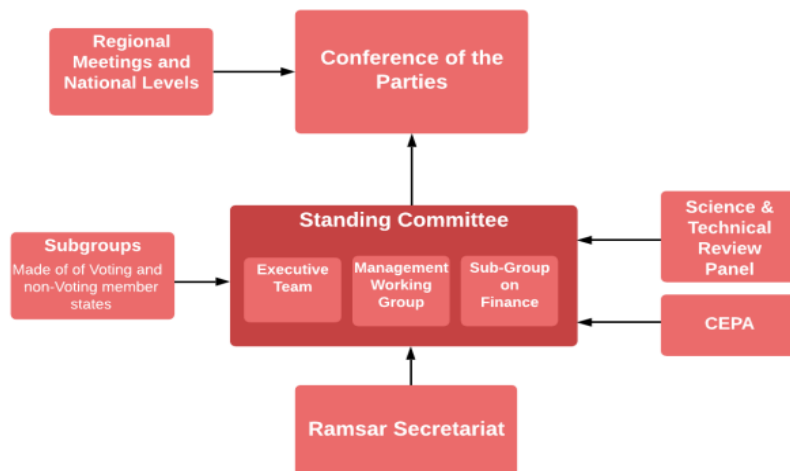 Regional
Meetings and
National Levels
Conference of the
Parties
Standing Committee
Executive
Team
Management
Working
Group
Sub-Group
on
Finance
Subgroups
Made of of Voting and
non-Voting member
states
Science &
Technical
Review
Panel
CEPA
Ramsar Secretariat